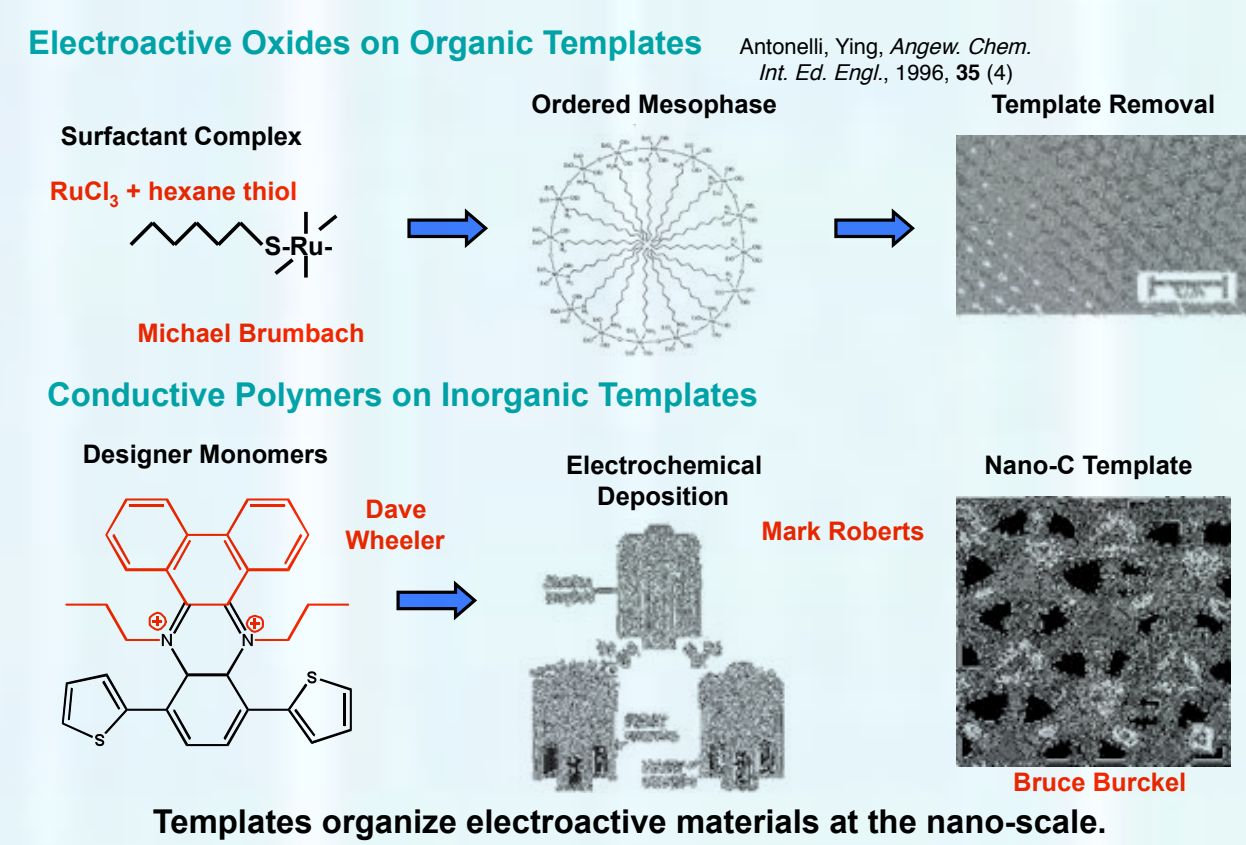 Electroactive Oxides on Organic Templates
Antonelli, Ying, Angew. Chem.
Int. Ed. Engl., 1996, 35 (4)
Surfactant Complex
Ordered Mesophase
Template Removal
RuCl₃ + hexane thiol
S-Ru-
Michael Brumbach
Conductive Polymers on Inorganic Templates
Designer Monomers
Electrochemical
Deposition
Nano-C Template
Dave
Wheeler
Mark Roberts
N
N
S
S
Bruce Burckel
Templates organize electroactive materials at the nano-scale.